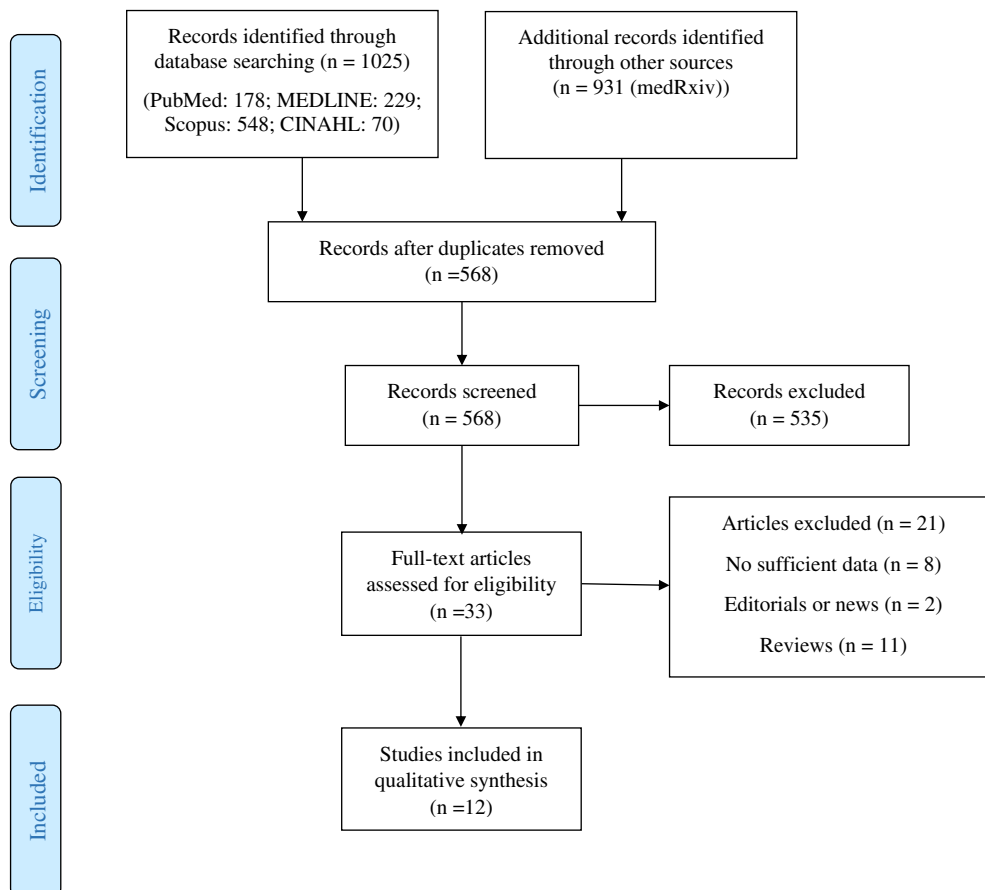 Identification
Records identified through
database searching (n = 1025)
(PubMed: 178; MEDLINE: 229;
Scopus: 548; CINAHL: 70)
Additional records identified
through other sources
(n = 931 (medRxiv))
Records after duplicates removed
(n =568)
Screening
Records screened
(n = 568)
Records excluded
(n = 535)
Eligibility
Full-text articles
assessed for eligibility
(n =33)
Articles excluded (n = 21)
No sufficient data (n = 8)
Editorials or news (n = 2)
Reviews (n = 11)
Included
Studies included in
qualitative synthesis
(n =12)